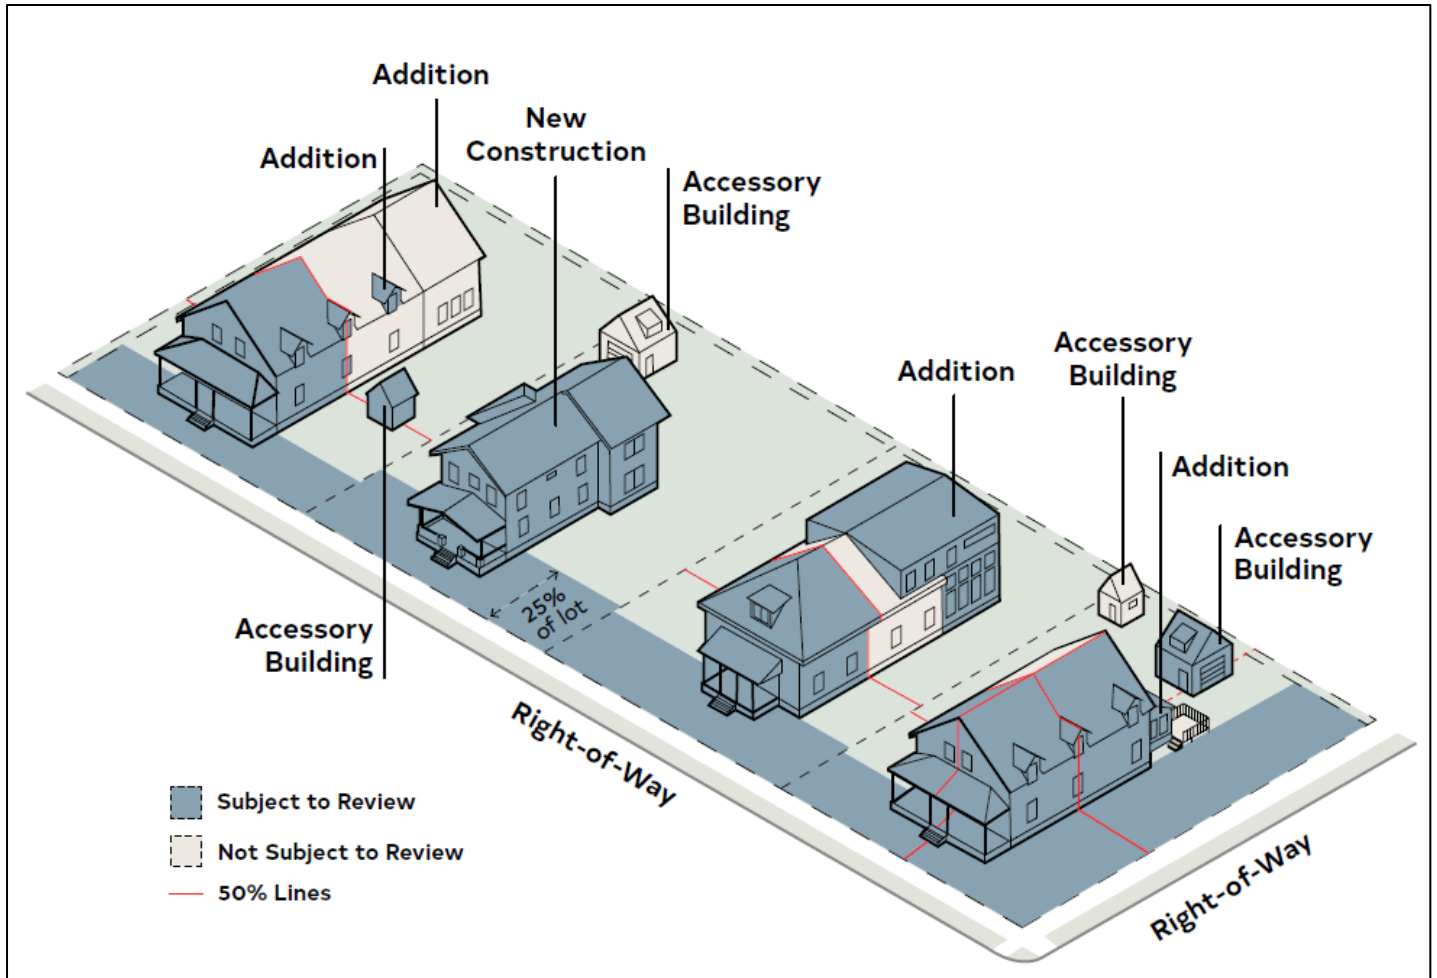 Addition
New
Construction
Addition
Accessory
Building
Accessory
Building
Addition
Addition
Accessory
Building
25%
of lot
Accessory
Building
Right-of-Way
Subject to Review
Not Subject to Review
50% Lines
Right-of-Way